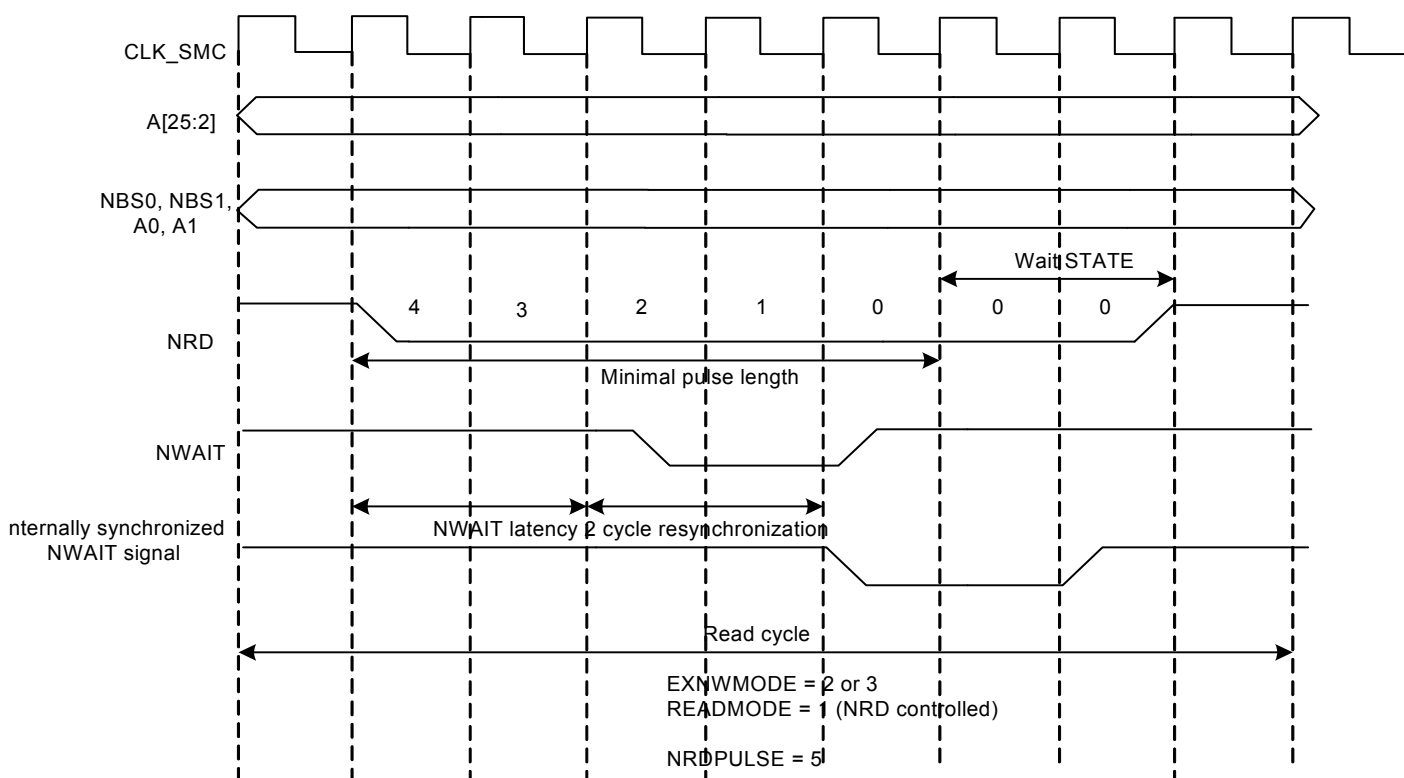 CLK_SMC
A[25:2]
NBS0, NBS1,
A0, A1
Wait STATE
4 3 2 1 0 0 0
NRD
Minimal pulse length
NWAIT
NWAIT latency 2 cycle resynchronization
nternally synchronized
NWAIT signal
Read cycle
EXNWMODE = 2 or 3
READMODE = 1 (NRD controlled)
NRDPULSE = 5